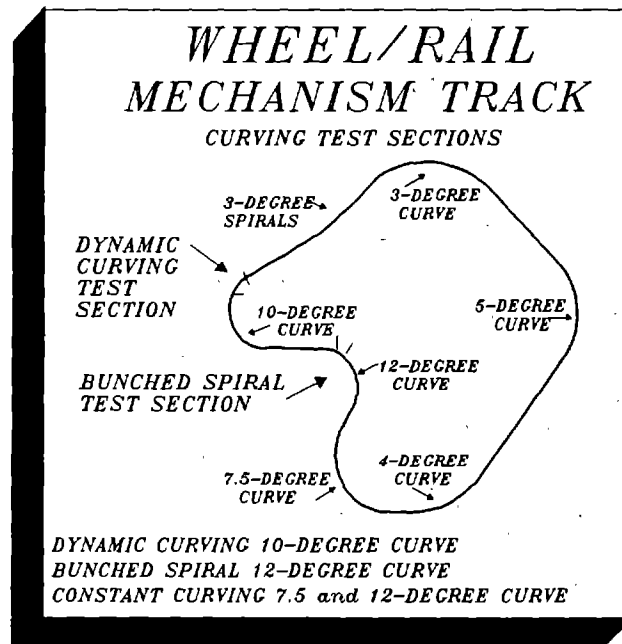 WHEEL/RAIL
MECHANISM TRACK
CURVING TEST SECTIONS
3-DEGREE
SPIRALS
3-DEGREE
CURVE
DYNAMIC
CURVING
TEST
SECTION
10-DEGREE
CURVE
5-DEGREE
CURVE
BUNCHED SPIRAL
TEST SECTION
12-DEGREE
CURVE
7.5-DEGREE
CURVE
4-DEGREE
CURVE
DYNAMIC CURVING 10-DEGREE CURVE
BUNCHED SPIRAL 12-DEGREE CURVE
CONSTANT CURVING 7.5 and 12-DEGREE CURVE